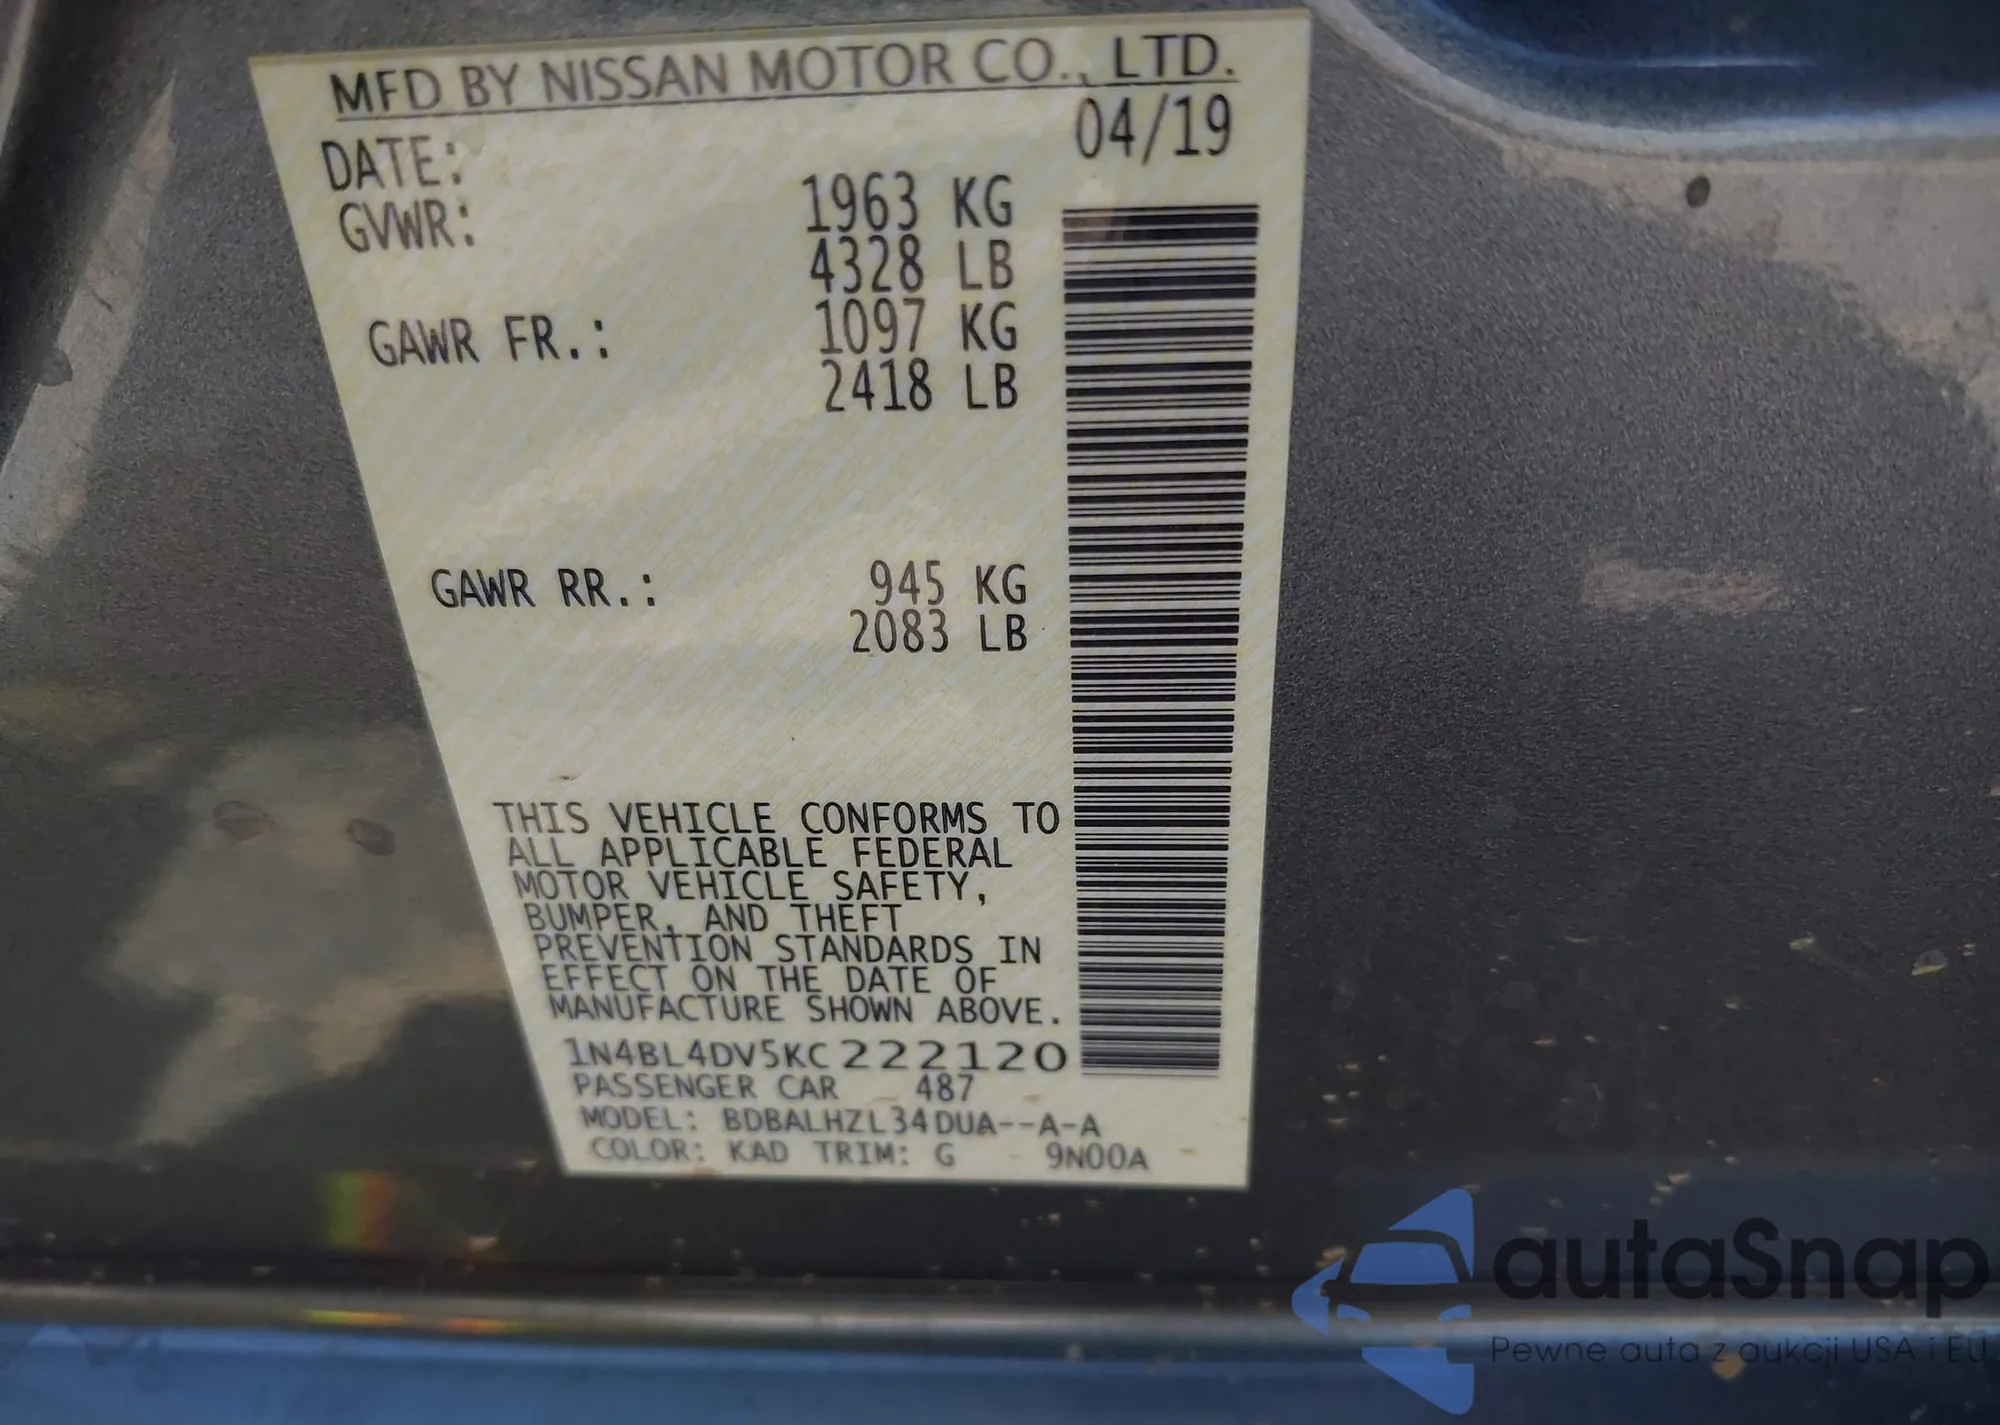 MFD BY NISSAN MOTOR CO., LTD.
DATE: 04/19
GVWR: 1963 KG
4328 LB
GAWR FR.: 1097 KG
2418 LB
GAWR RR.: 945 KG
2083 LB
THIS VEHICLE CONFORMS TO
ALL APPLICABLE FEDERAL
MOTOR VEHICLE SAFETY,
BUMPER, AND THEFT
PREVENTION STANDARDS IN
EFFECT ON THE DATE OF
MANUFACTURE SHOWN ABOVE.
1N4BL4DV5KC222120
PASSENGER CAR 487
MODEL: BDBALHZL34DUA--A-A
COLOR: KAD TRIM: G - 9N00A
autaSnap
Pewne auta z aukcji USA i EU